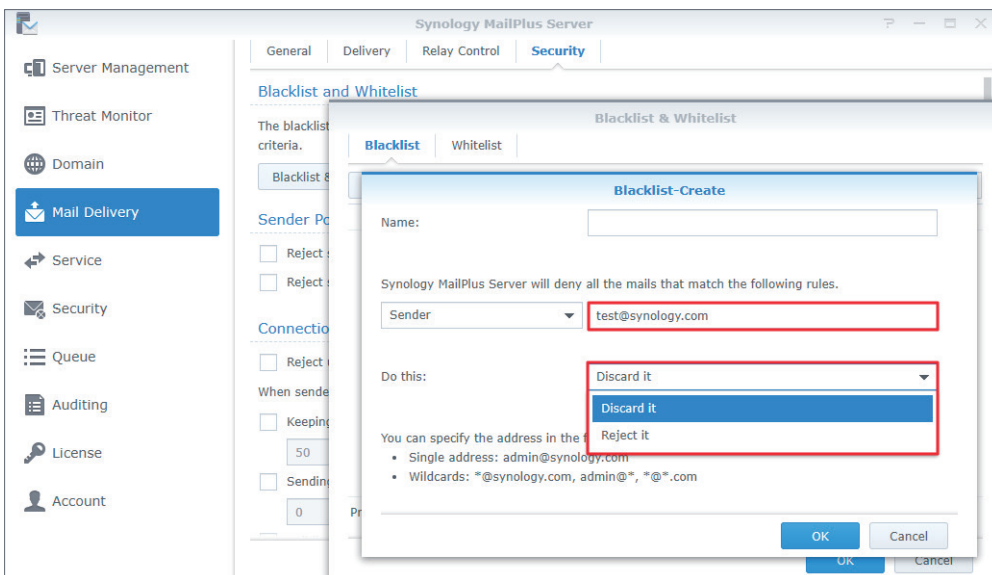 Synology MailPlus Server
Server Management
Threat Monitor
Domain
Mail Delivery
Service
Security
Queue
Auditing
License
Account
General Delivery Relay Control Security
Blacklist and Whitelist
The blacklist
criteria.
Blacklist &
Sender Po
Reject
Reject
Connectio
Reject
When sende
Keeping
50
Sending
0
Blacklist & Whitelist
Blacklist Whitelist
Blacklist-Create
Name:
Synology MailPlus Server will deny all the mails that match the following rules.
Sender test@synology.com
Do this: Discard it
Discard it
Reject it
You can specify the address in the f
• Single address: admin@synology.com
• Wildcards: *@synology.com, admin@*, *@*.com
Pr
OK Cancel
OK Cancel